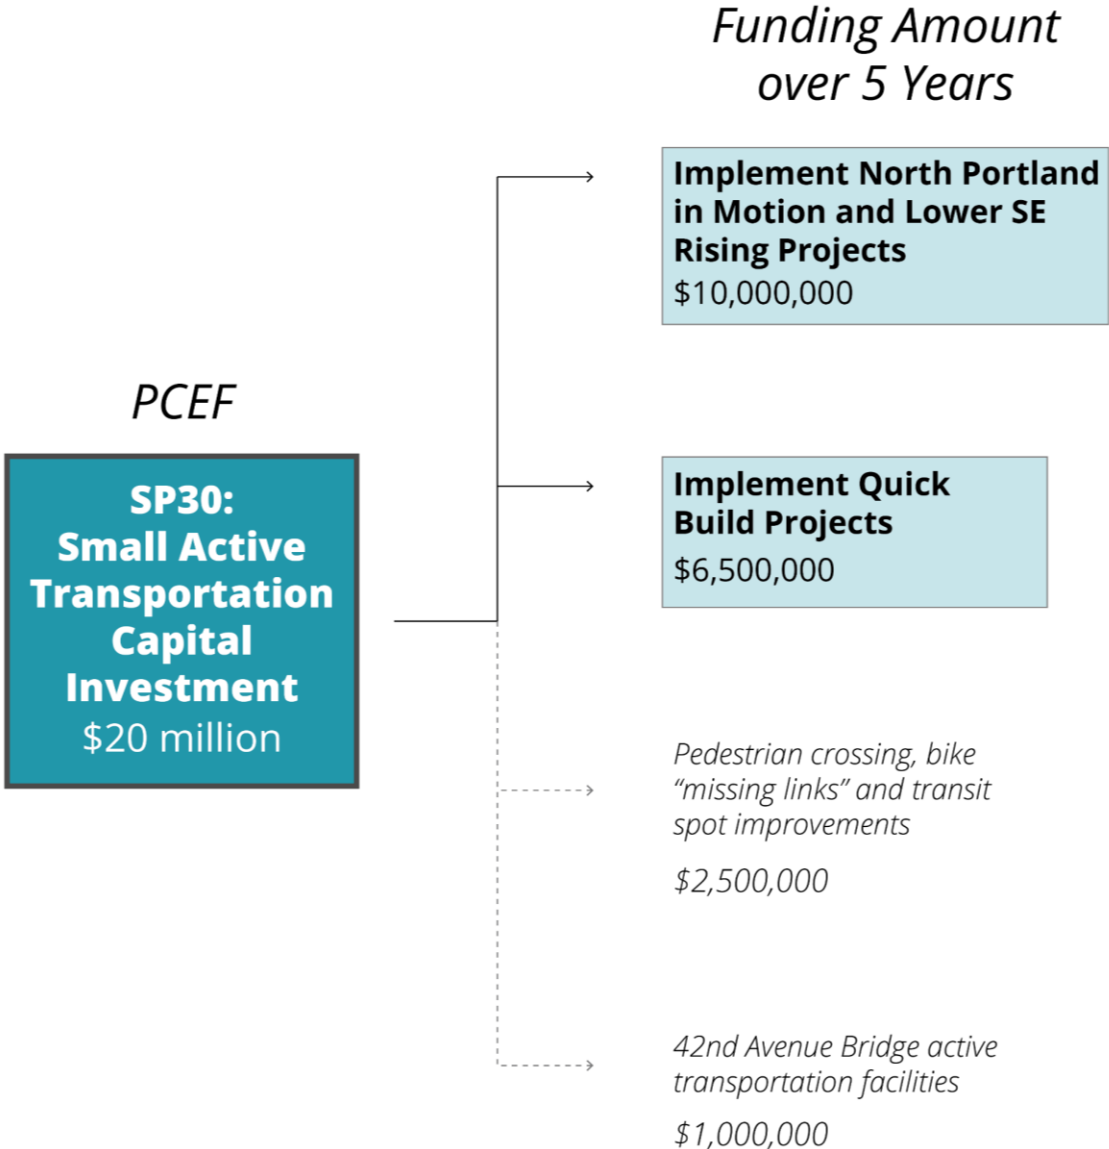 Funding Amount
over 5 Years
Implement North Portland
in Motion and Lower SE
Rising Projects
$10,000,000
PCEF
SP30:
Small Active
Transportation
Capital
Investment
$20 million
Implement Quick
Build Projects
$6,500,000
Pedestrian crossing, bike
“missing links” and transit
spot improvements
$2,500,000
42nd Avenue Bridge active
transportation facilities
$1,000,000